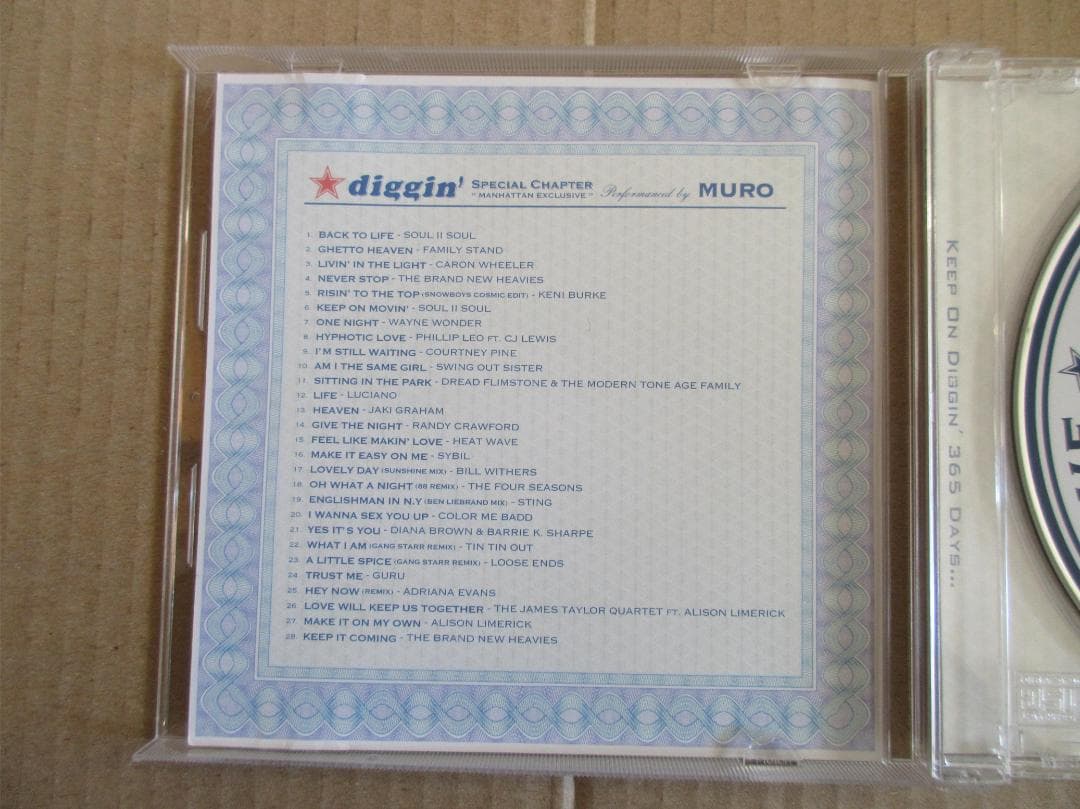 diggin' SPECIAL CHAPTER "MANHATTAN EXCLUSIVE" Performanced by MURO
1. BACK TO LIFE - SOUL II SOUL
2. GHETTO HEAVEN - FAMILY STAND
3. LIVIN' IN THE LIGHT - CARON WHEELER
4. NEVER STOP - THE BRAND NEW HEAVIES
5. RISIN' TO THE TOP (SNOWBOYS COSMIC EDIT) - KENI BURKE
6. KEEP ON MOVIN' - SOUL II SOUL
7. ONE NIGHT - WAYNE WONDER
8. HYPHOTIC LOVE - PHILLIP LEO FT. CJ LEWIS
9. I'M STILL WAITING - COURTNEY PINE
10. AM I THE SAME GIRL - SWING OUT SISTER
11. SITTING IN THE PARK - DREAD FLIMSTONE & THE MODERN TONE AGE FAMILY
12. LIFE - LUCIANO
13. HEAVEN - JAKI GRAHAM
14. GIVE THE NIGHT - RANDY CRAWFORD
15. FEEL LIKE MAKIN' LOVE - HEAT WAVE
16. MAKE IT EASY ON ME - SYBIL
17. LOVELY DAY (SUNSHINE MIX) - BILL WITHERS
18. OH WHAT A NIGHT (88 REMIX) - THE FOUR SEASONS
19. ENGLISHMAN IN N.Y (BEN LIEBRAND MIX) - STING
20. I WANNA SEX YOU UP - COLOR ME BADD
21. YES IT'S YOU - DIANA BROWN & BARRIE K. SHARPE
22. WHAT I AM (GANG STARR REMIX) - TIN TIN OUT
23. A LITTLE SPICE (GANG STARR REMIX) - LOOSE ENDS
24. TRUST ME - GURU
25. HEY NOW (REMIX) - ADRIANA EVANS
26. LOVE WILL KEEP US TOGETHER - THE JAMES TAYLOR QUARTET FT. ALISON LIMERICK
27. MAKE IT ON MY OWN - ALISON LIMERICK
28. KEEP IT COMING - THE BRAND NEW HEAVIES
KEEP ON DIGGIN' 365 DAYS...